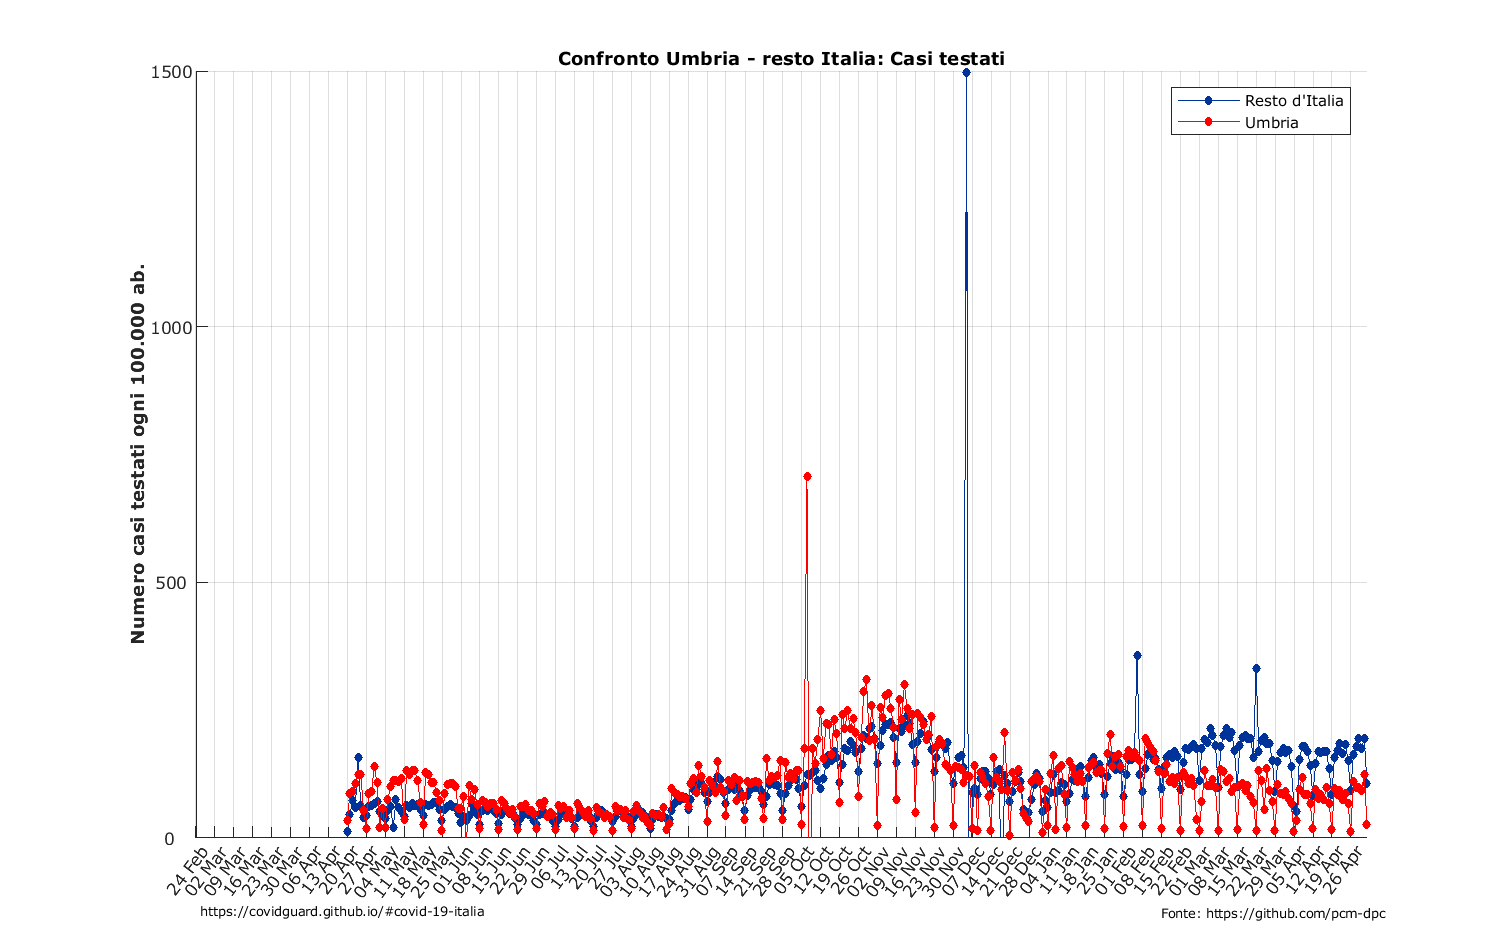 Confronto Umbria - resto Italia: Casi testati
Resto d'Italia
Umbria
Numero casi testati ogni 100.000 ab.
1500
1000
500
0
24 Feb
02 Mar
09 Mar
16 Mar
23 Mar
30 Mar
06 Apr
13 Apr
20 Apr
27 Apr
04 May
11 May
18 May
25 May
01 Jun
08 Jun
15 Jun
22 Jun
29 Jun
06 Jul
13 Jul
20 Jul
27 Jul
03 Aug
10 Aug
17 Aug
24 Aug
31 Aug
07 Sep
14 Sep
21 Sep
28 Sep
05 Oct
12 Oct
19 Oct
26 Oct
02 Nov
09 Nov
16 Nov
23 Nov
30 Nov
07 Dec
14 Dec
21 Dec
28 Dec
04 Jan
11 Jan
18 Jan
25 Jan
01 Feb
08 Feb
15 Feb
22 Feb
01 Mar
08 Mar
15 Mar
22 Mar
29 Mar
05 Apr
12 Apr
19 Apr
26 Apr
https://covidguard.github.io/#covid-19-italia
Fonte: https://github.com/pcm-dpc